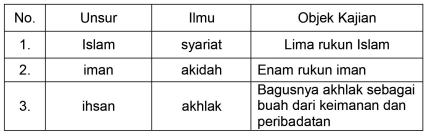 No. Unsur Ilmu Objek Kajian
1. Islam syariat Lima rukun Islam
2. iman akidah Enam rukun iman
3. ihsan akhlak Bagusnya akhlak sebagai
buah dari keimanan dan
peribadatan